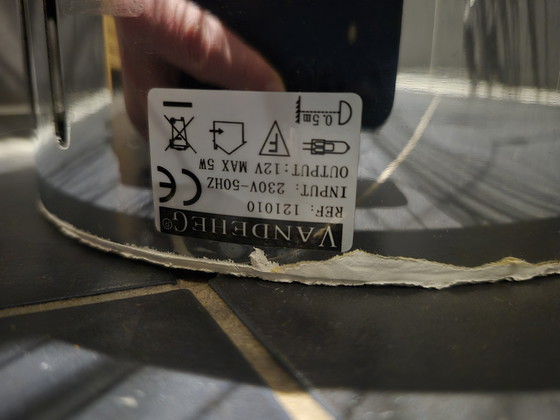 VANDEHEG®
REF: 121010
INPUT: 230V~50HZ
OUTPUT: 12V MAX 5W
CE
F
0.5m